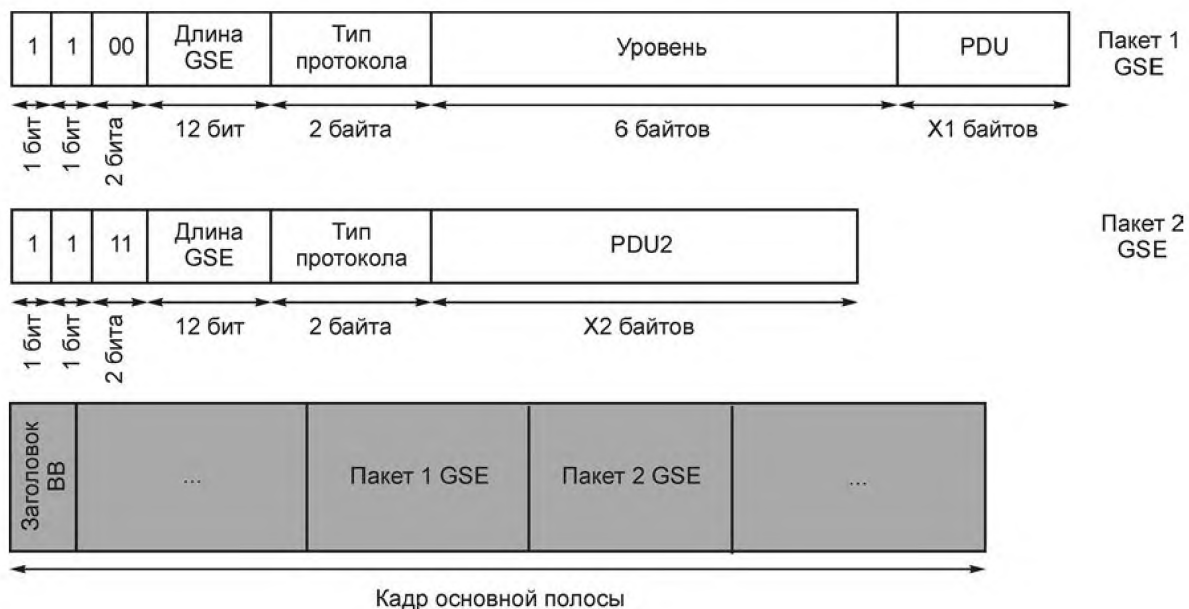 1 1 00 Длина GSE Тип протокола Уровень PDU Пакет 1 GSE
1 бит 1 бит 2 бита 12 бит 2 байта 6 байтов X1 байтов
1 1 11 Длина GSE Тип протокола PDU2 Пакет 2 GSE
1 бит 1 бит 2 бита 12 бит 2 байта X2 байтов
Заголовок BB ... Пакет 1 GSE Пакет 2 GSE ...
Кадр основной полосы